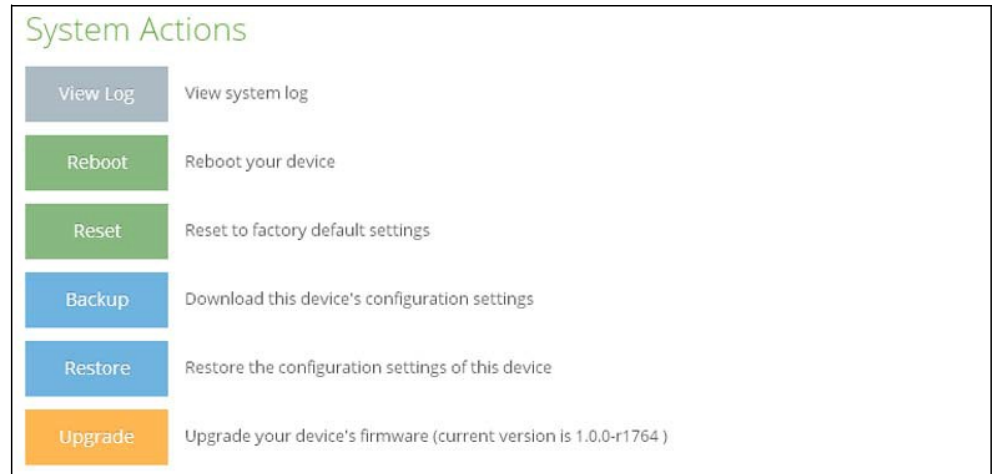 System Actions
View Log View system log
Reboot Reboot your device
Reset Reset to factory default settings
Backup Download this device's configuration settings
Restore Restore the configuration settings of this device
Upgrade Upgrade your device's firmware (current version is 1.0.0-r1764 )